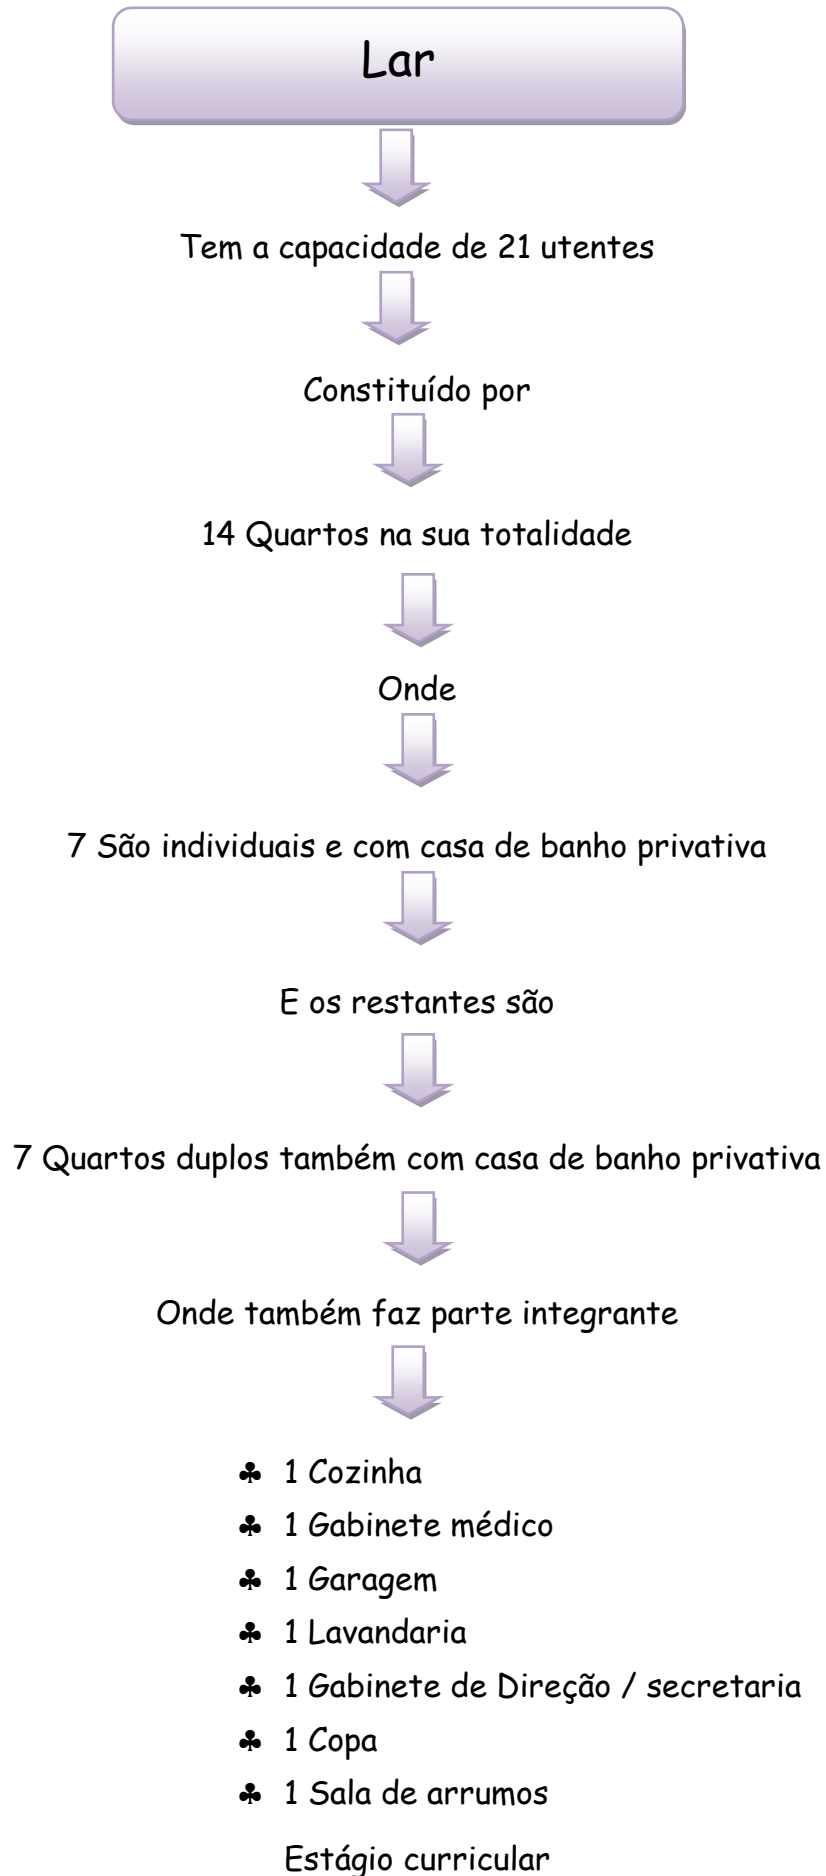 Lar
Tem a capacidade de 21 utentes
Constituído por
14 Quartos na sua totalidade
Onde
7 São individuais e com casa de banho privativa
E os restantes são
7 Quartos duplos também com casa de banho privativa
Onde também faz parte integrante
♣ 1 Cozinha
♣ 1 Gabinete médico
♣ 1 Garagem
♣ 1 Lavandaria
♣ 1 Gabinete de Direção / secretaria
♣ 1 Copa
♣ 1 Sala de arrumos
Estágio curricular